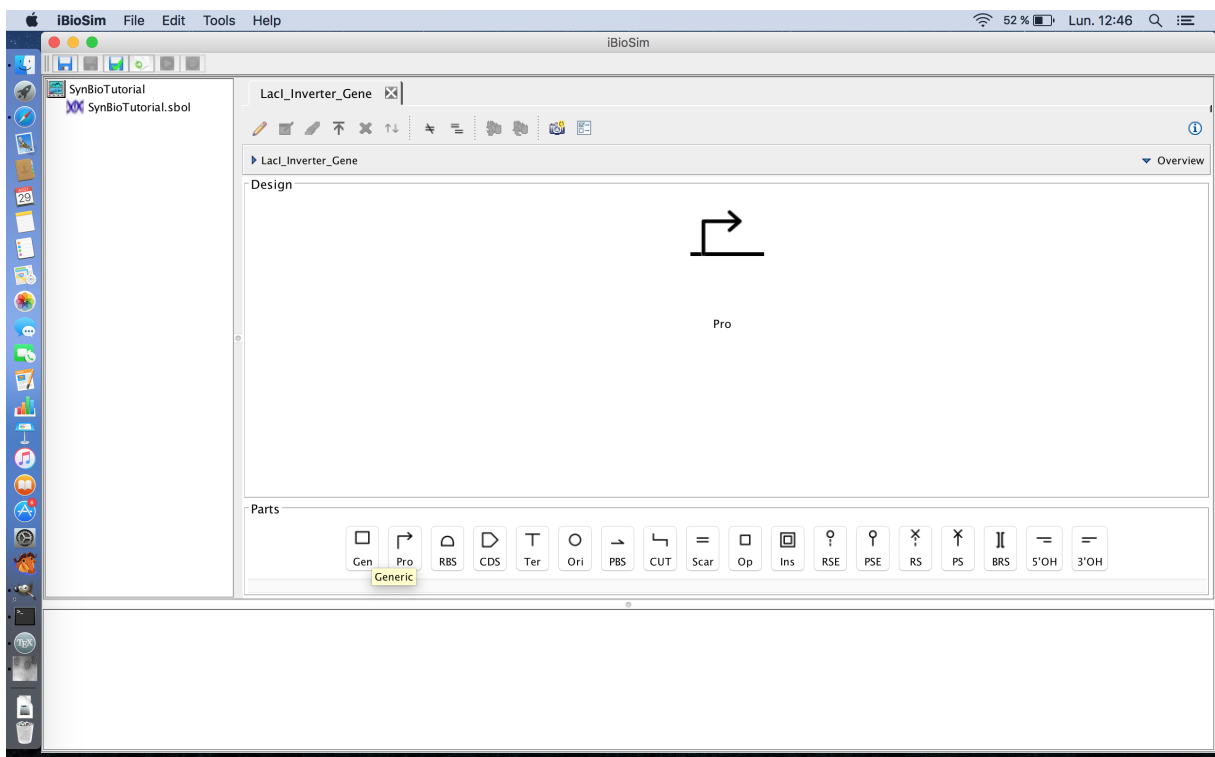 iBioSim File Edit Tools Help 52 % Lun. 12:46
iBioSim
SynBioTutorial
SynBioTutorial.sbol
LacI_Inverter_Gene
LacI_Inverter_Gene Overview
Design
Pro
Parts
Gen Pro RBS CDS Ter Ori PBS CUT Scar Op Ins RSE PSE RS PS BRS 5'OH 3'OH
Generic
29
TEX